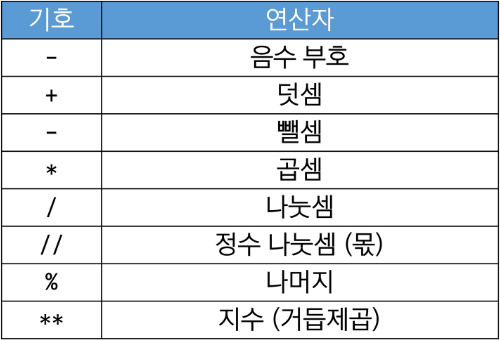 기호 연산자
- 음수 부호
+ 덧셈
- 뺄셈
* 곱셈
/ 나눗셈
// 정수 나눗셈 (몫)
% 나머지
** 지수 (거듭제곱)